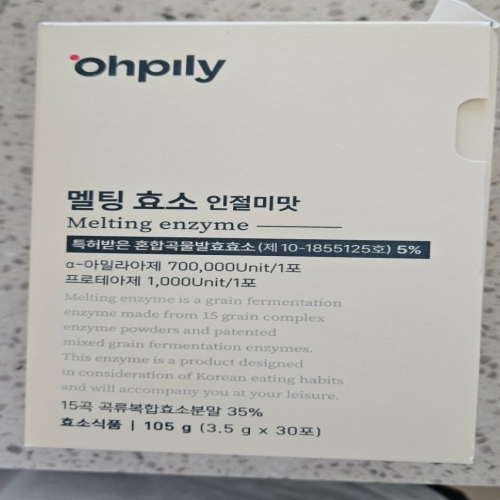 Ohpily
멜팅 효소 인절미맛
Melting enzyme
특허받은 혼합곡물발효효소(제 10-1855125호) 5%
α-아밀라아제 700,000Unit/1포
프로테아제 1,000Unit/1포
Melting enzyme is a grain fermentation
enzyme made from 15 grain complex
enzyme powders and patented
mixed grain fermentation enzymes.
This enzyme is a product designed
in consideration of Korean eating habits
and will accompany you at your leisure.
15곡 곡류복합효소분말 35%
효소식품 | 105 g (3.5 g x 30포)